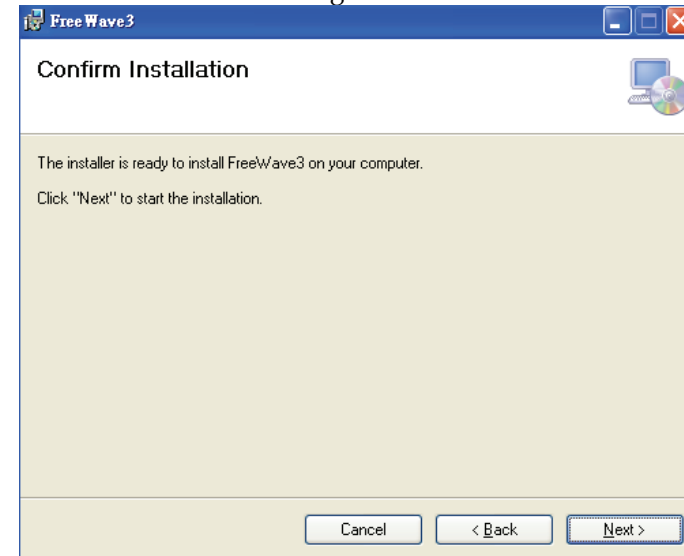 FreeWave3
Confirm Installation
The installer is ready to install FreeWave3 on your computer.
Click "Next" to start the installation.
Cancel
< Back
Next >